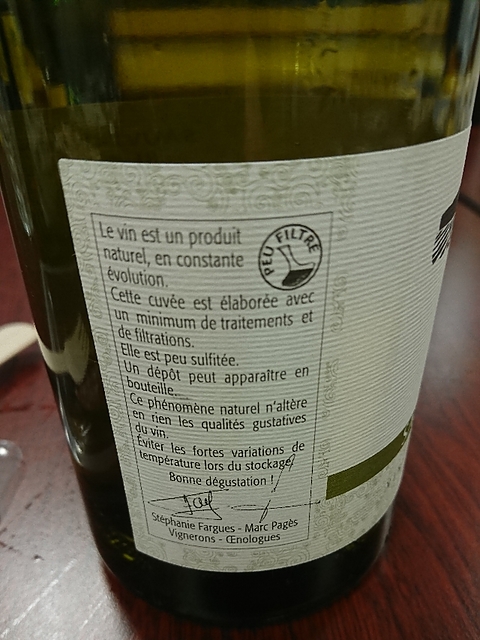 Le vin est un produit
naturel, en constante
évolution.
PEU FILTRÉ
Cette cuvée est élaborée avec
un minimum de traitements et
de filtrations.
Elle est peu sulfitée.
Un dépôt peut apparaître en
bouteille.
Ce phénomène naturel n'altère
en rien les qualités gustatives
du vin.
Éviter les fortes variations de
température lors du stockage.
Bonne dégustation !
Stéphanie Fargues - Marc Pagès
Vignerons - Œnologues